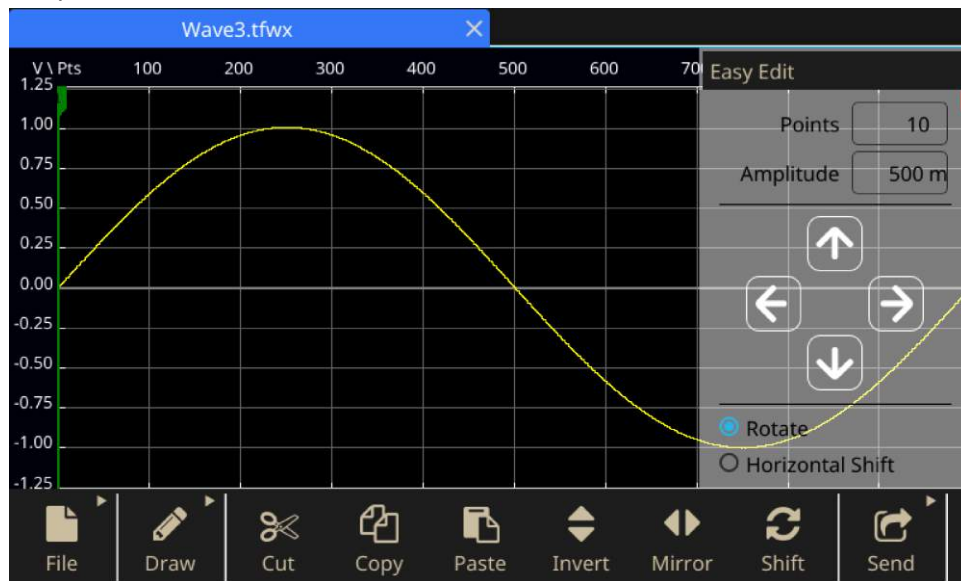 Wave3.tfwx
V \ Pts 100 200 300 400 500 600
Easy Edit
1.25
Points 10
1.00
Amplitude 500 m
0.75
0.50
0.25
0.00
-0.25
-0.50
-0.75
Rotate
-1.00
Horizontal Shift
-1.25
File Draw Cut Copy Paste Invert Mirror Shift Send